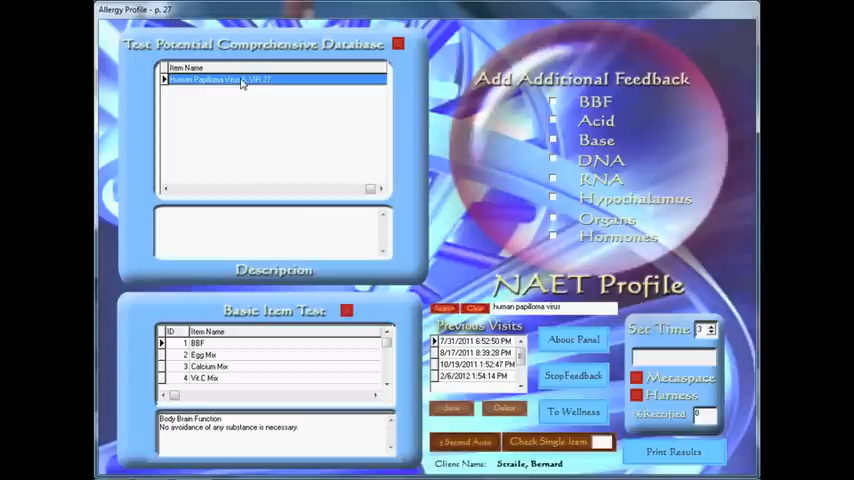 Allergy Profile - p. 27
Test Potential Comprehensive Database
Item Name
Human Papiloma Virus, VIR 27
Description
Add Additional Feedback
BBF
Acid
Base
DNA
RNA
Hypothalamus
Organs
Hormones
NAET Profile
Clear
human papilloma virus
Basic Item Test
ID Item Name
1 BBF
2 Egg Mix
3 Calcium Mix
4 Vit.C Mix
Body Brain Function
No avoidance of any substance is necessary.
Previous Visits
7/31/2011 6:52:50 PM
8/17/2011 8:39:28 PM
10/19/2011 1:52:47 PM
2/6/2012 1:54:14 PM
Save Delete
About Panel
Stop Feedback
To Wellness
Set Time 3
Metaspace
Harness
%Rectified 0
Second Auto
Check Single Item
Print Results
Client Name: Straile, Bernard